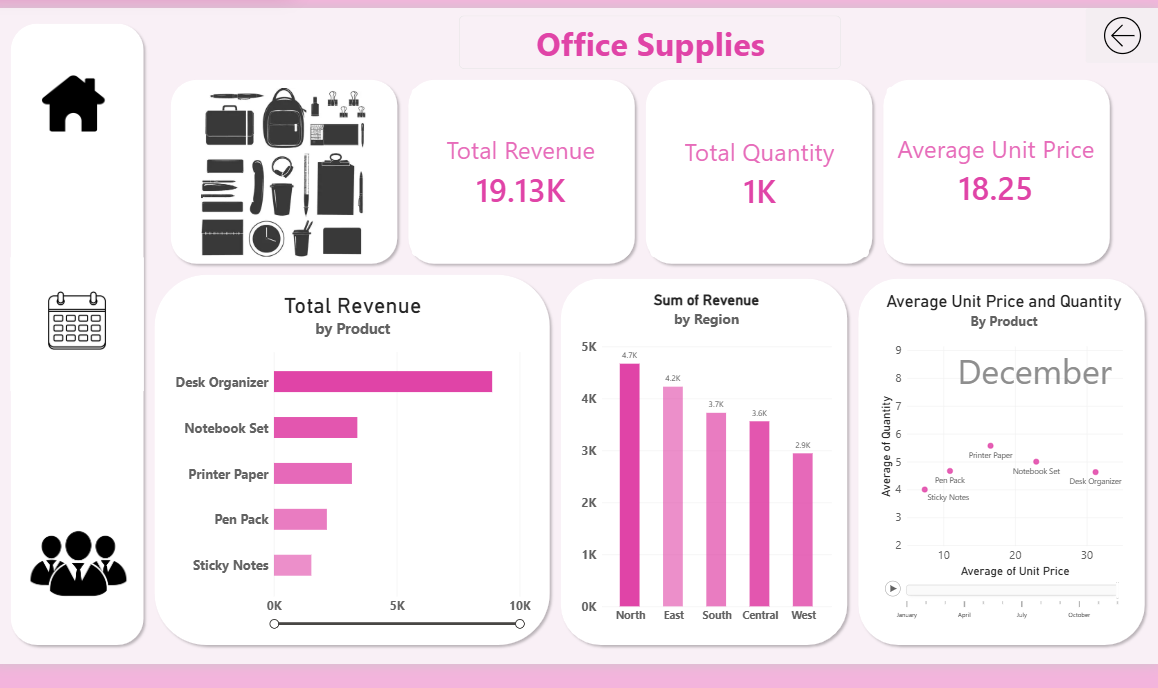 Office Supplies
Total Revenue
19.13K
Total Quantity
1K
Average Unit Price
18.25
Total Revenue
by Product
Desk Organizer
Notebook Set
Printer Paper
Pen Pack
Sticky Notes
0K 5K 10K
Sum of Revenue
by Region
5K
4K
3K
2K
1K
0K
4.7K
4.2K
3.7K
3.6K
2.9K
North East South Central West
Average Unit Price and Quantity
By Product
December
Average of Quantity
9
8
7
6
5
4
3
2
Printer Paper
Notebook Set
Pen Pack
Desk Organizer
Sticky Notes
10 20 30
Average of Unit Price
January April July October